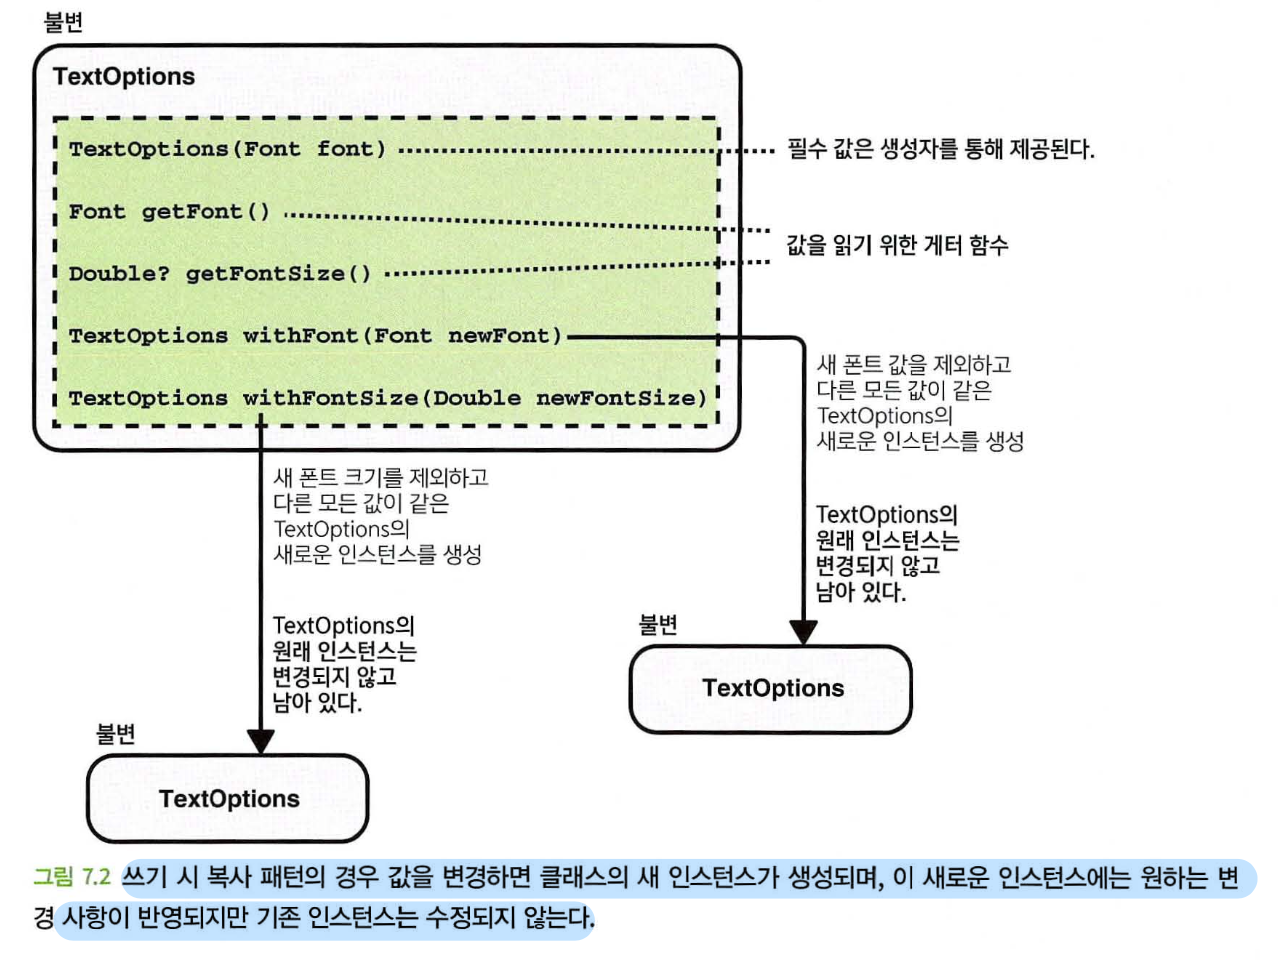 불변
TextOptions
TextOptions(Font font)
필수 값은 생성자를 통해 제공된다.
Font getFont()
값을 읽기 위한 게터 함수
Double? getFontSize()
TextOptions withFont(Font newFont)
TextOptions withFontSize(Double newFontSize)
새 폰트 값을 제외하고
다른 모든 값이 같은
TextOptions의
새로운 인스턴스를 생성
TextOptions의
원래 인스턴스는
변경되지 않고
남아 있다.
불변
TextOptions
새 폰트 크기를 제외하고
다른 모든 값이 같은
TextOptions의
새로운 인스턴스를 생성
TextOptions의
원래 인스턴스는
변경되지 않고
남아 있다.
불변
TextOptions
그림 7.2 쓰기 시 복사 패턴의 경우 값을 변경하면 클래스의 새 인스턴스가 생성되며, 이 새로운 인스턴스에는 원하는 변
경 사항이 반영되지만 기존 인스턴스는 수정되지 않는다.